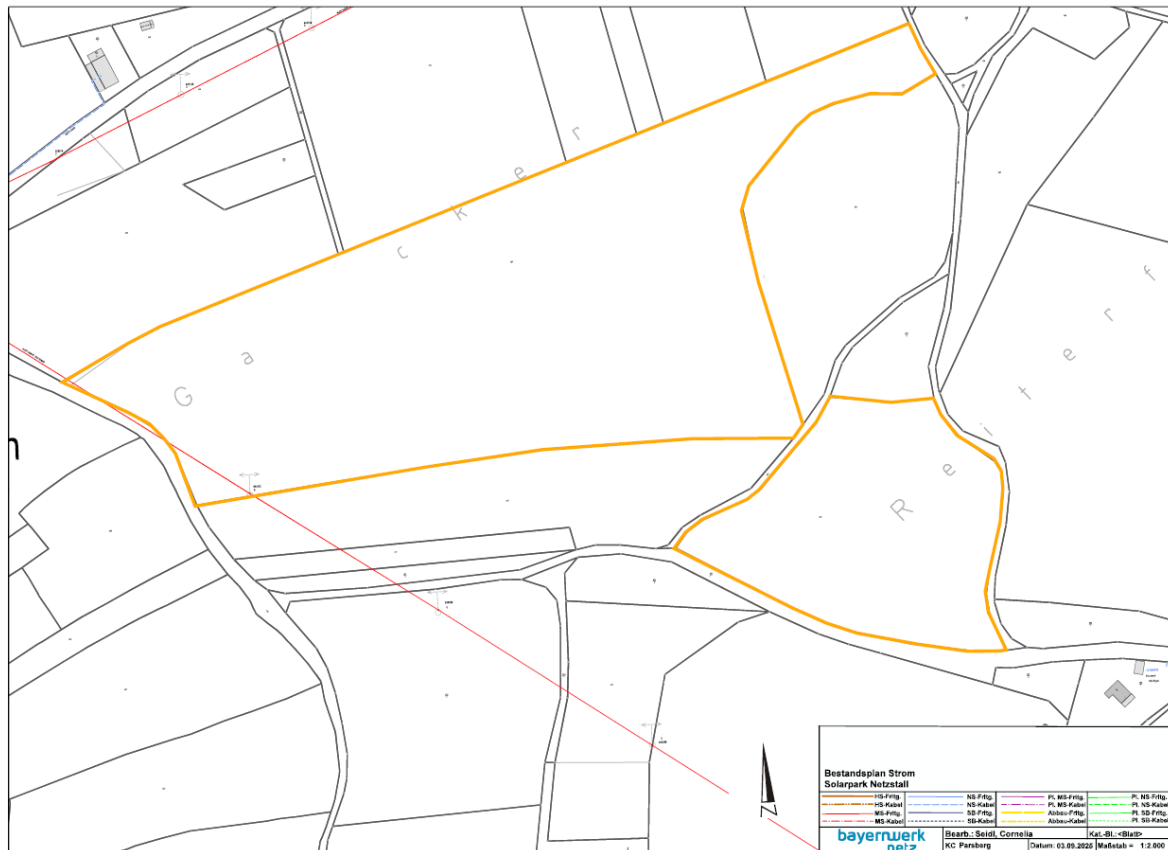 Gacker
Reiterf
n
Bestandsplan Strom
Solarpark Netzstall
HS-Frltg. NS-Frltg. Pl. MS-Frltg. Pl. NS-Frltg.
HS-Kabel NS-Kabel Pl. MS-Kabel Pl. NS-Kabel
MS-Frltg. SB-Frltg. Abbau-Frltg. Pl. SB-Frltg.
MS-Kabel SB-Kabel Abbau-Kabel Pl. SB-Kabel
bayernwerk
netz
Bearb.: Seidl, Cornelia Kat.-Bl.: <Blatt>
KC Parsberg Datum: 03.09.2025 Maßstab = 1:2.000
N